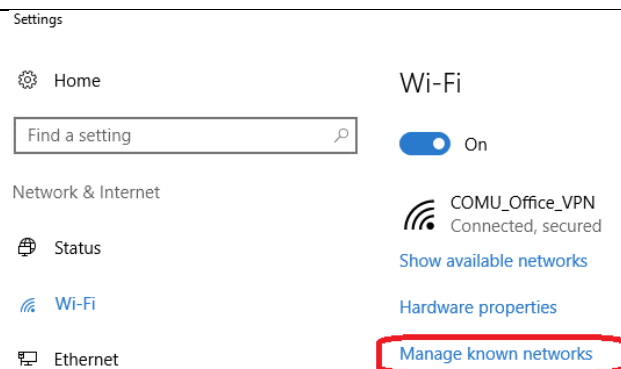 Settings
Home
Find a setting
Network & Internet
Status
Wi-Fi
Ethernet
Wi-Fi
On
COMU_Office_VPN
Connected, secured
Show available networks
Hardware properties
Manage known networks